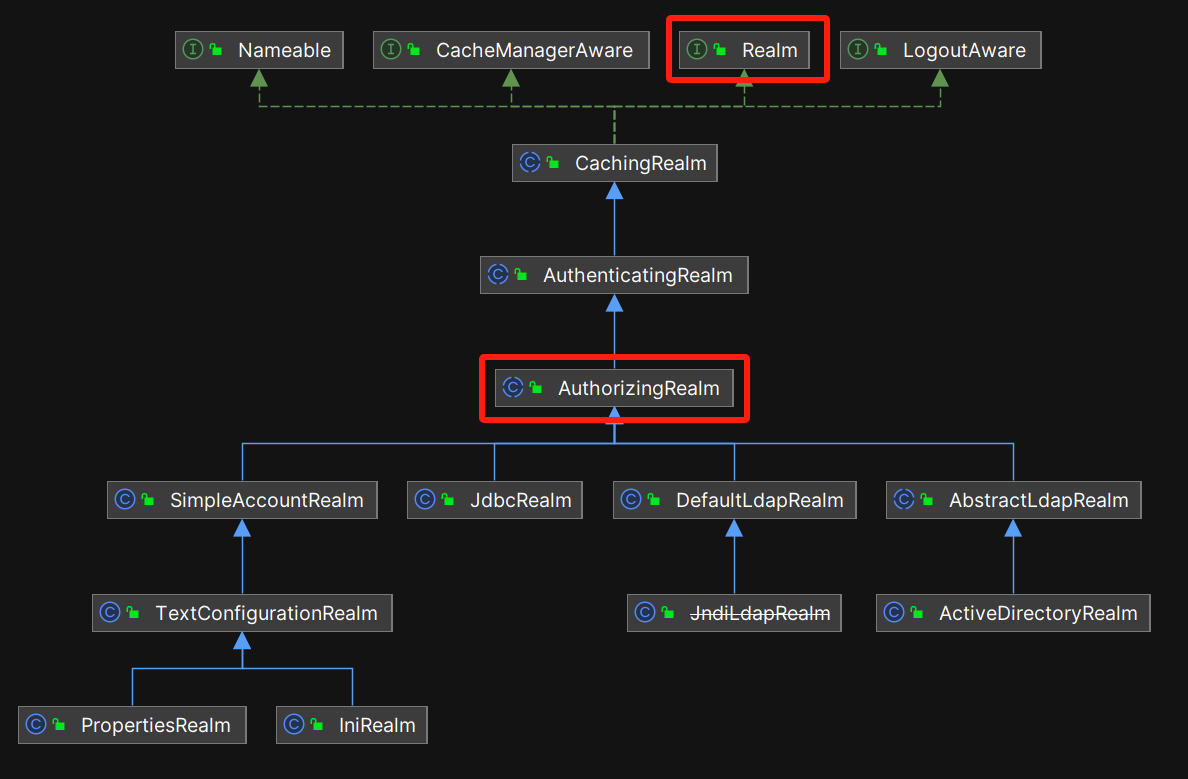 Nameable
CacheManagerAware
Realm
LogoutAware
CachingRealm
AuthenticatingRealm
AuthorizingRealm
SimpleAccountRealm
JdbcRealm
DefaultLdapRealm
AbstractLdapRealm
TextConfigurationRealm
JndiLdapRealm
ActiveDirectoryRealm
PropertiesRealm
IniRealm